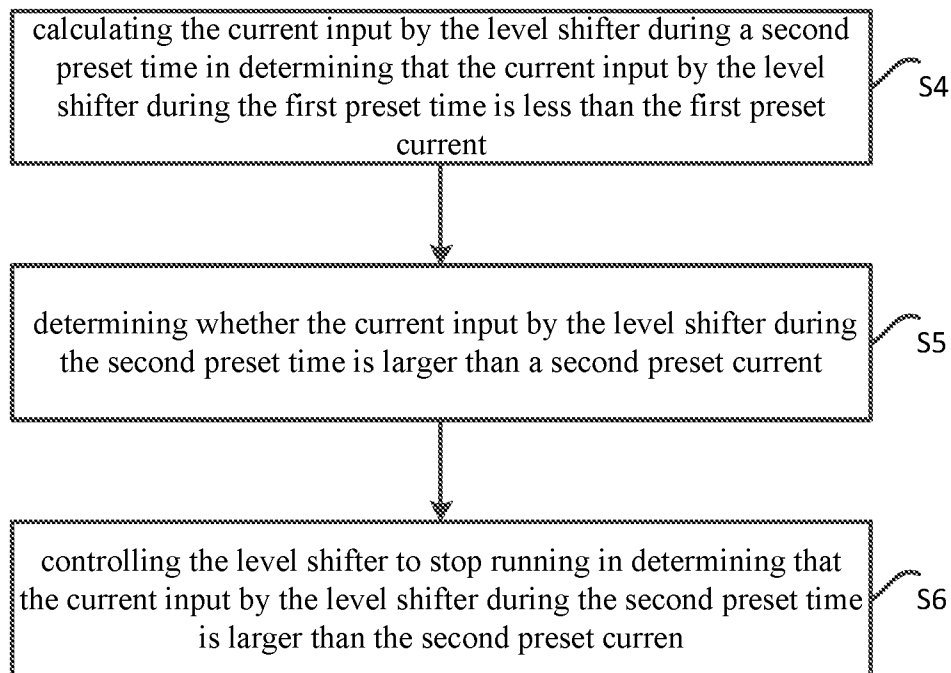 calculating the current input by the level shifter during a second
preset time in determining that the current input by the level
shifter during the first preset time is less than the first preset
current
S4
determining whether the current input by the level shifter during
the second preset time is larger than a second preset current
S5
controlling the level shifter to stop running in determining that
the current input by the level shifter during the second preset time
is larger than the second preset curren
S6